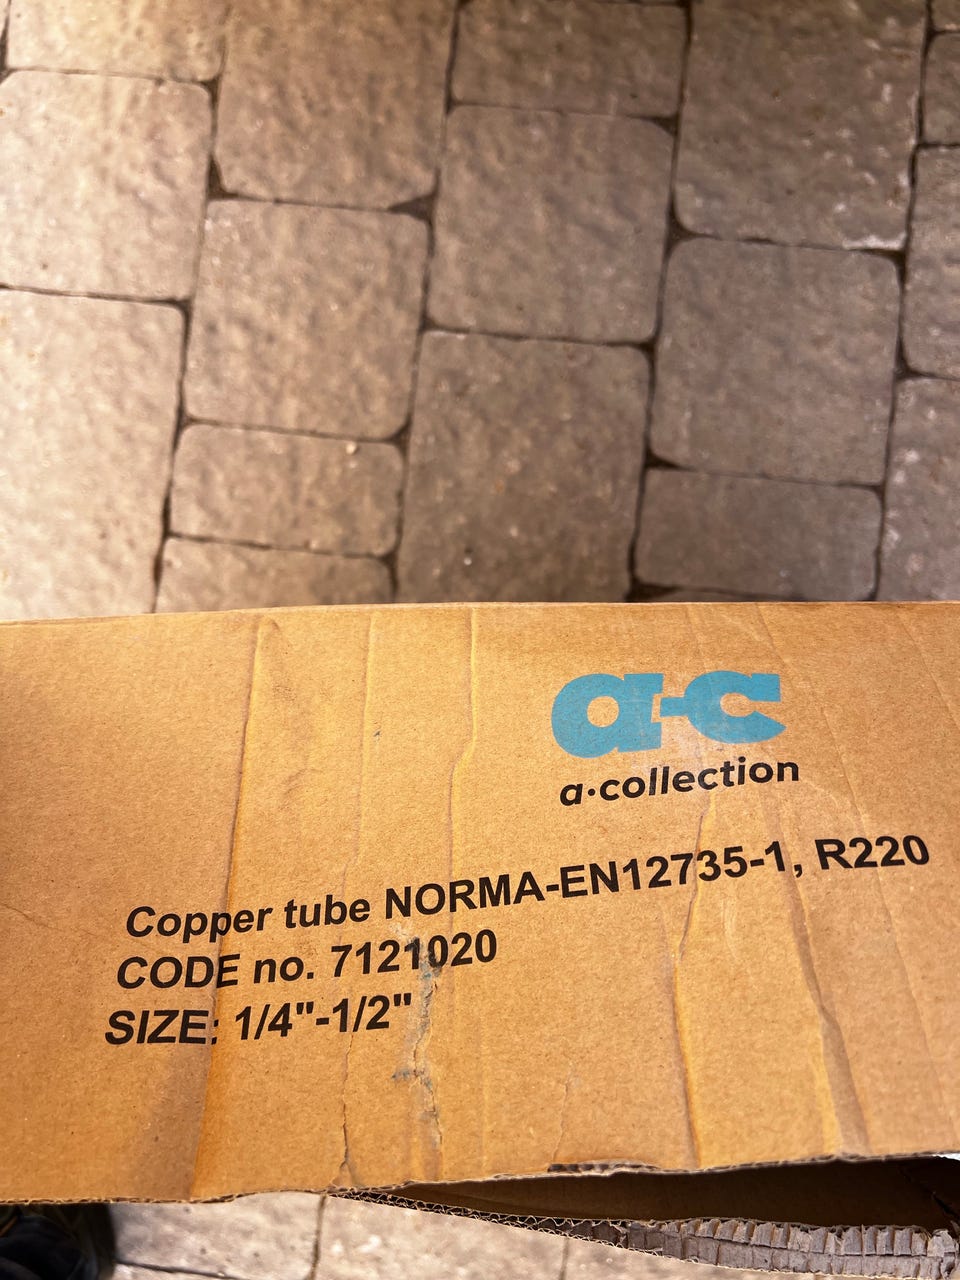 a-c
a·collection
Copper tube NORMA-EN12735-1, R220
CODE no. 7121020
SIZE: 1/4"-1/2"